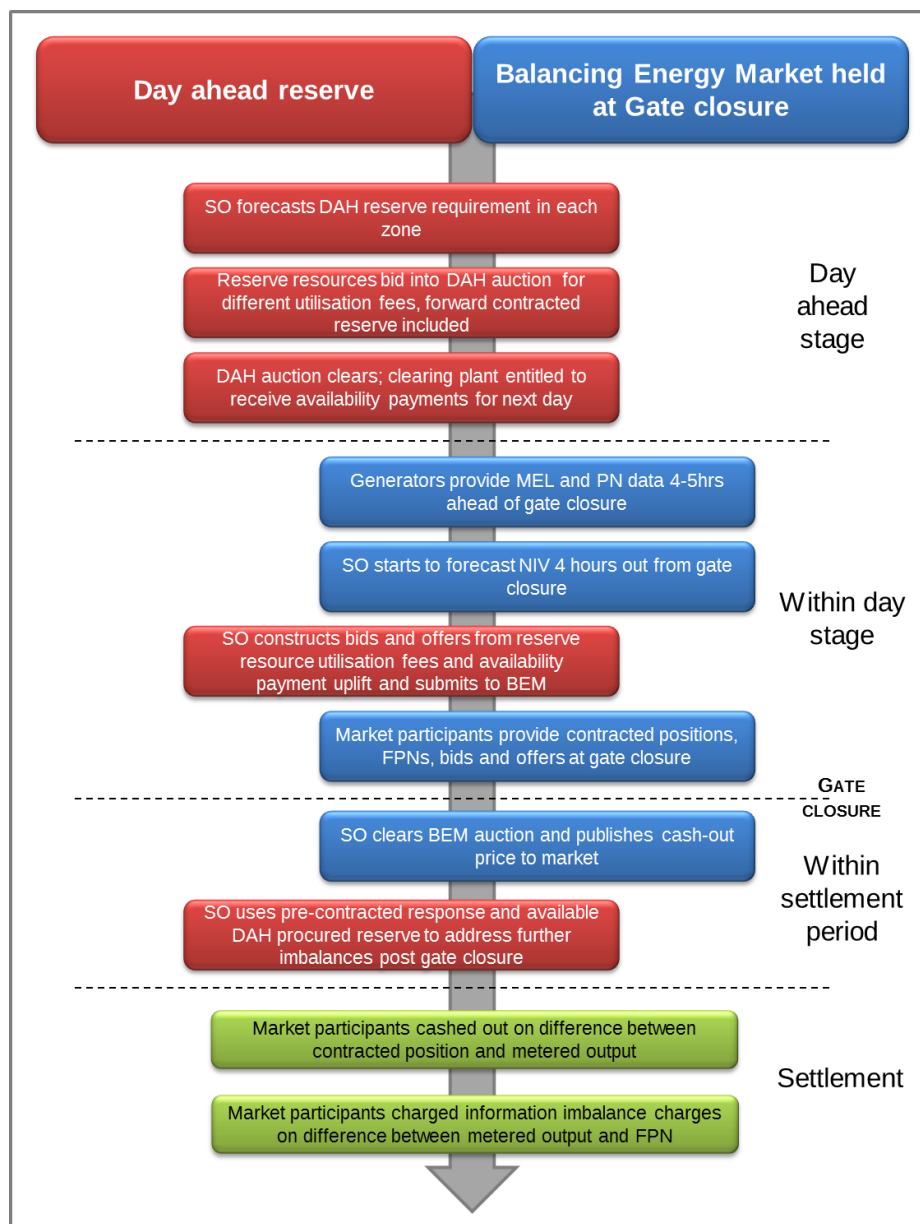 Day ahead reserve
Balancing Energy Market held
at Gate closure
SO forecasts DAH reserve requirement in each
zone
Reserve resources bid into DAH auction for
different utilisation fees, forward contracted
reserve included
DAH auction clears; clearing plant entitled to
receive availability payments for next day
Day
ahead
stage
Generators provide MEL and PN data 4-5hrs
ahead of gate closure
SO starts to forecast NIV 4 hours out from gate
closure
SO constructs bids and offers from reserve
resource utilisation fees and availability
payment uplift and submits to BEM
Market participants provide contracted positions,
FPNs, bids and offers at gate closure
Within day
stage
GATE
CLOSURE
SO clears BEM auction and publishes cash-out
price to market
SO uses pre-contracted response and available
DAH procured reserve to address further
imbalances post gate closure
Within
settlement
period
Market participants cashed out on difference between
contracted position and metered output
Market participants charged information imbalance charges
on difference between metered output and FPN
Settlement